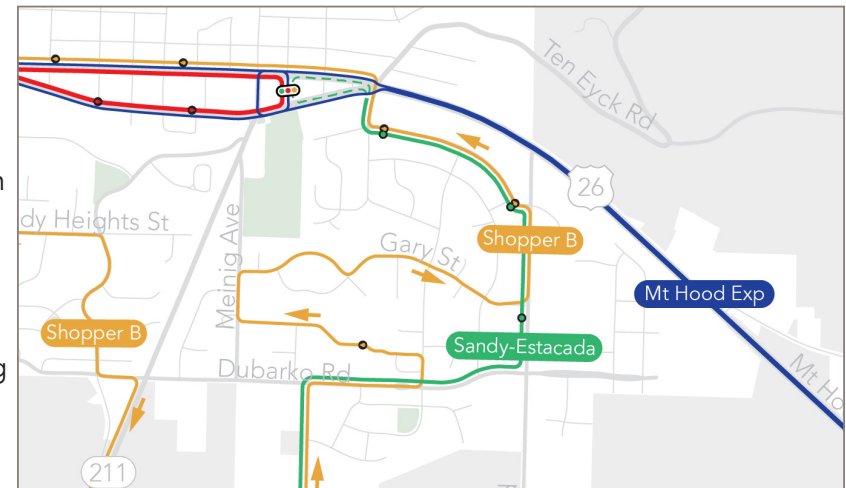 Ten Eyck Rd
26
dy Heights St
Gary St
Shopper B
Meinig Ave
Mt Hood Exp
Shopper B
Sandy-Estacada
Dubarko Rd
Mt Ho
211